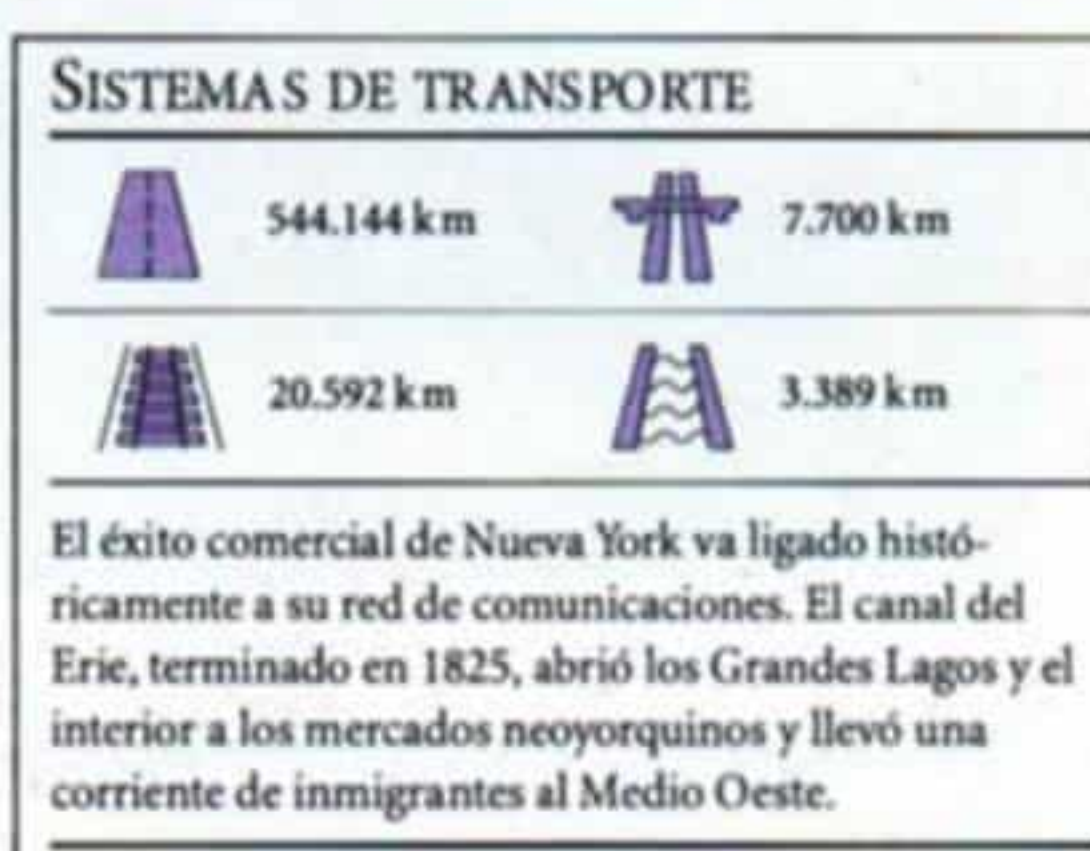 SISTEMAS DE TRANSPORTE
544.144 km 7.700 km
20.592 km 3.389 km
El éxito comercial de Nueva York va ligado histó-
ricamente a su red de comunicaciones. El canal del
Erie, terminado en 1825, abrió los Grandes Lagos y el
interior a los mercados neoyorquinos y llevó una
corriente de inmigrantes al Medio Oeste.